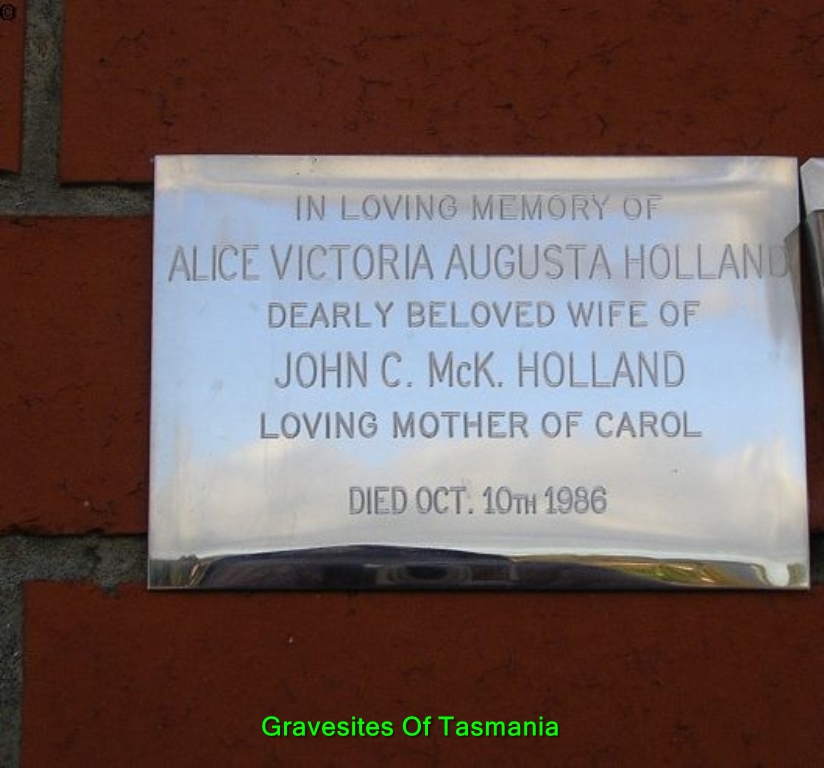 ©
IN LOVING MEMORY OF
ALICE VICTORIA AUGUSTA HOLLAND
DEARLY BELOVED WIFE OF
JOHN C. McK. HOLLAND
LOVING MOTHER OF CAROL
DIED OCT. 10TH 1986
Gravesites Of Tasmania